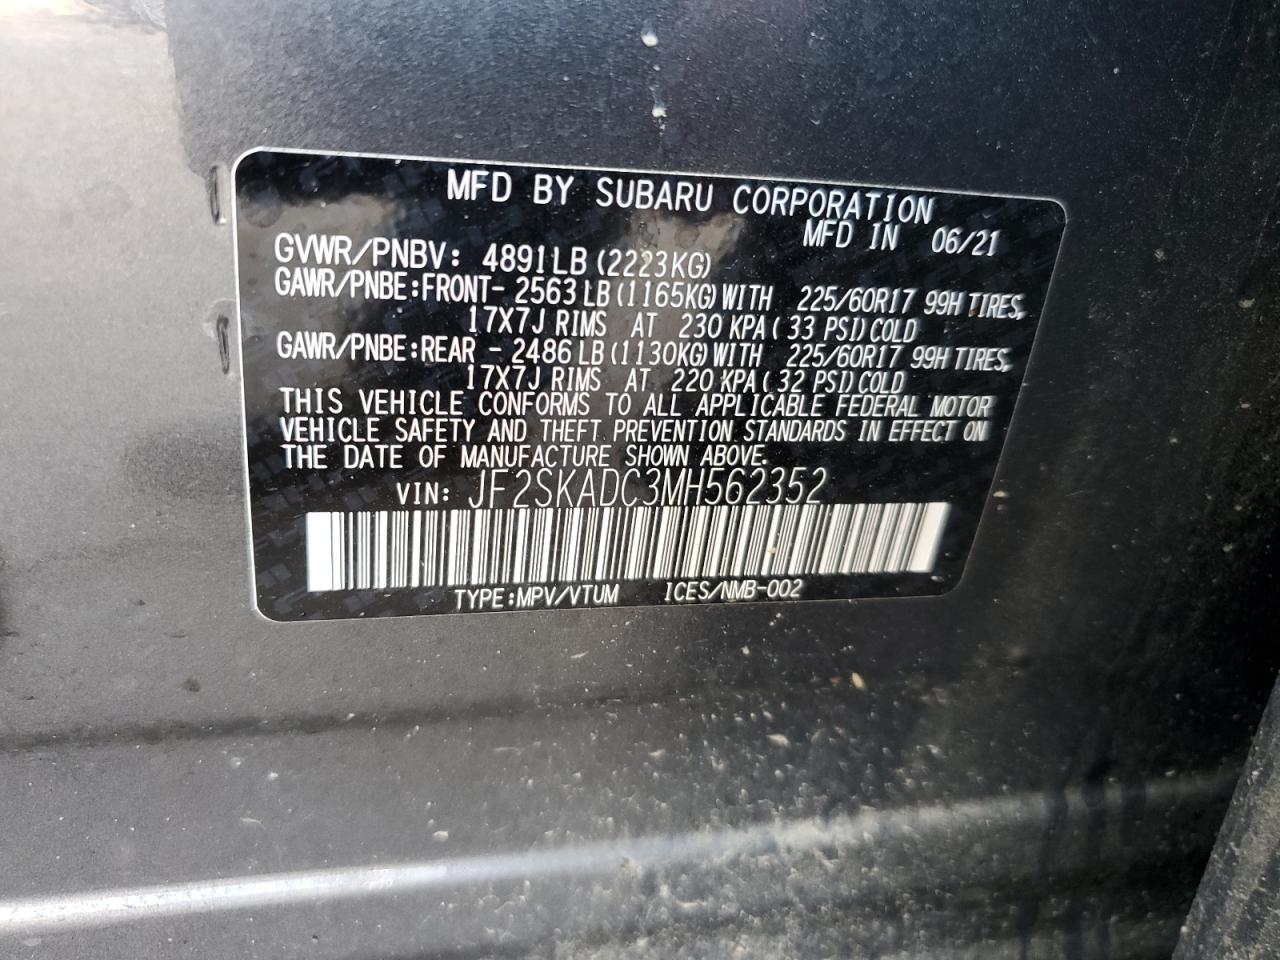 MFD BY SUBARU CORPORATION
MFD IN 06/21
GVWR/PNBV: 4891LB (2223KG)
GAWR/PNBE:FRONT- 2563 LB (1165KG) WITH 225/60R17 99H TIRES,
17X7J RIMS AT 230 KPA( 33 PSI) COLD
GAWR/PNBE:REAR - 2486 LB (1130KG) WITH 225/60R17 99H TIRES,
17X7J RIMS AT 220 KPA( 32 PSI) COLD
THIS VEHICLE CONFORMS TO ALL APPLICABLE FEDERAL MOTOR
VEHICLE SAFETY AND THEFT PREVENTION STANDARDS IN EFFECT ON
THE DATE OF MANUFACTURE SHOWN ABOVE.
VIN: JF2SKADC3MH562352
TYPE:MPV/VTUM ICES/NMB-002